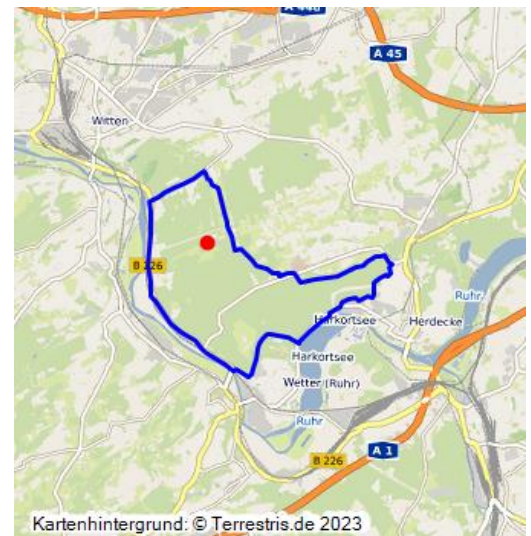 A 448
A 45
Witten
B 226
Ruhr
Harkortsee
Herdecke
Harkortsee
Wetter (Ruhr)
Ruhr
A 1
B 226
Kartenhintergrund: © Terrestris.de 2023